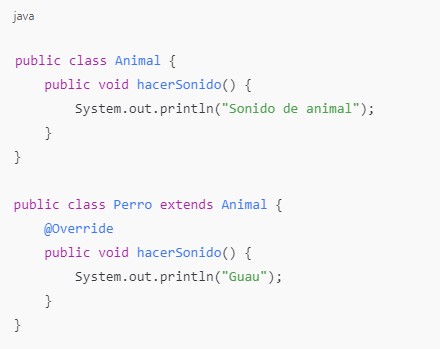 java
public class Animal {
    public void hacerSonido() {
        System.out.println("Sonido de animal");
    }
}
public class Perro extends Animal {
    @Override
    public void hacerSonido() {
        System.out.println("Guau");
    }
}